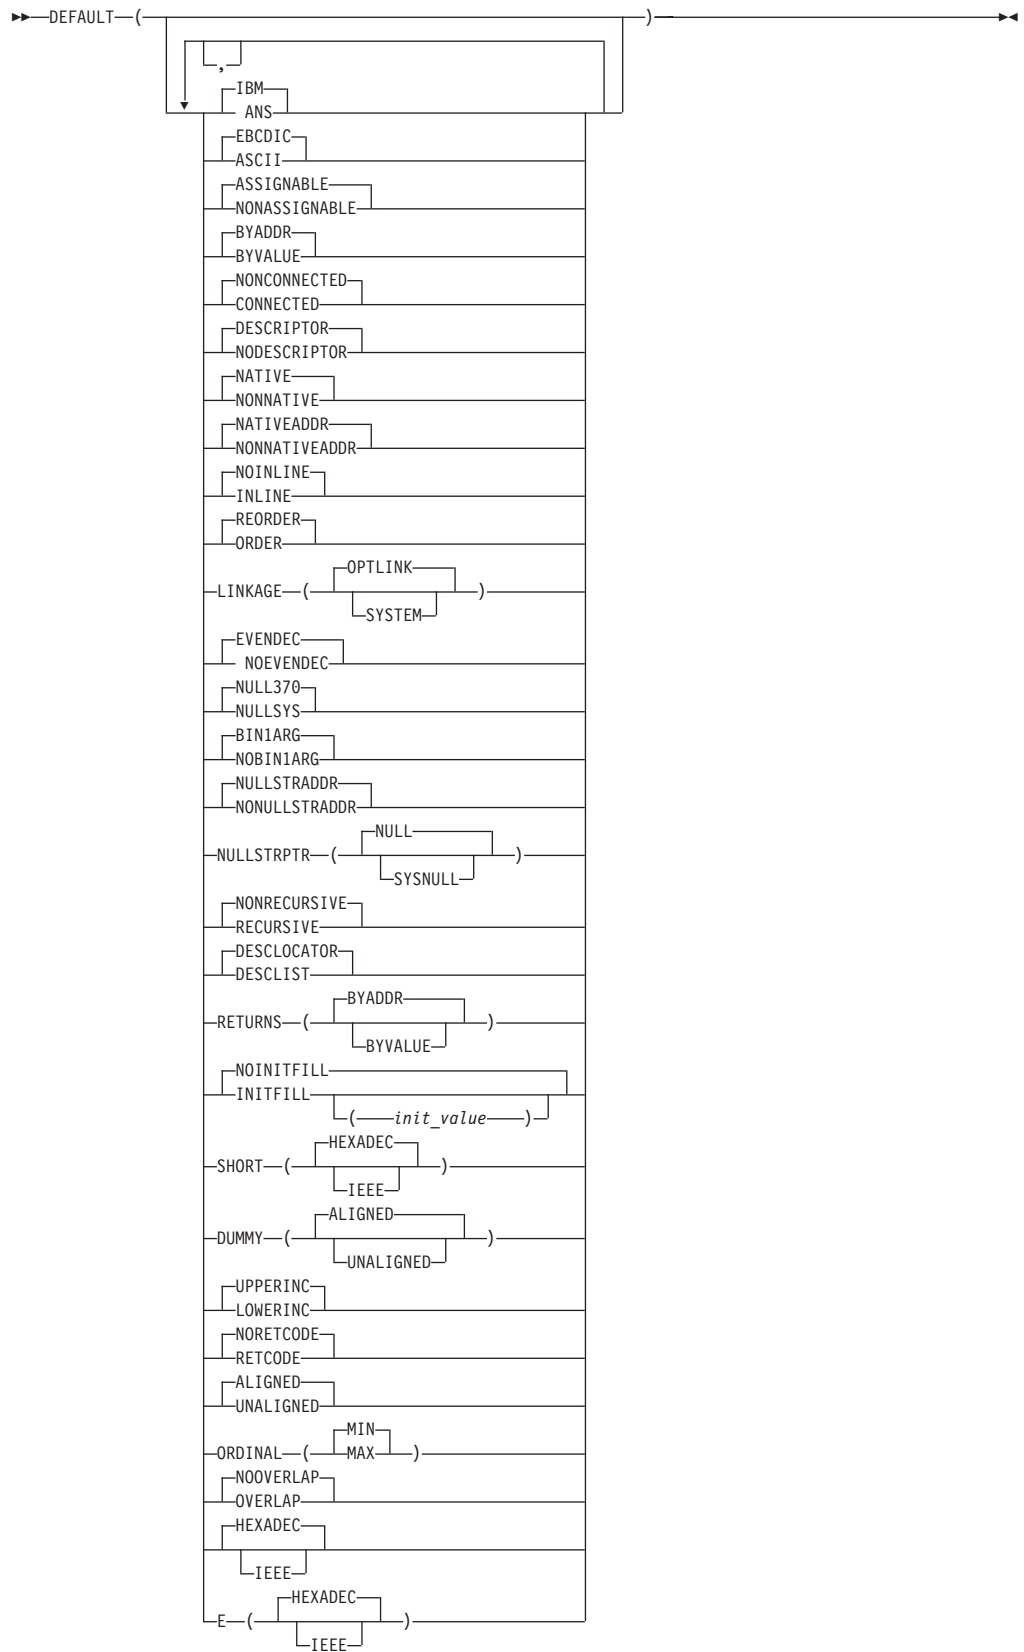 DEFAULT ( )
,
IBM
ANS
EBCDIC
ASCII
ASSIGNABLE
NONASSIGNABLE
BYADDR
BYVALUE
NONCONNECTED
CONNECTED
DESCRIPTOR
NODESCRIPTOR
NATIVE
NONNATIVE
NATIVEADDR
NONNATIVEADDR
NOINLINE
INLINE
REORDER
ORDER
OPTLINK
LINKAGE ( )
SYSTEM
EVENDEC
NOEVENDEC
NULL370
NULLSYS
BIN1ARG
NOBIN1ARG
NULLSTRADDR
NONULLSTRADDR
NULL
NULLSTRPTR ( )
SYSNULL
NONRECURSIVE
RECURSIVE
DESCLOCATOR
DESCLIST
BYADDR
RETURNS ( )
BYVALUE
NOINITFILL
INITFILL
( init_value )
HEXADEC
SHORT ( )
IEEE
ALIGNED
DUMMY ( )
UNALIGNED
UPPERINC
LOWERINC
NORETCODE
RETCODE
ALIGNED
UNALIGNED
MIN
ORDINAL ( MAX )
NOOVERLAP
OVERLAP
HEXADEC
IEEE
HEXADEC
E ( )
IEEE